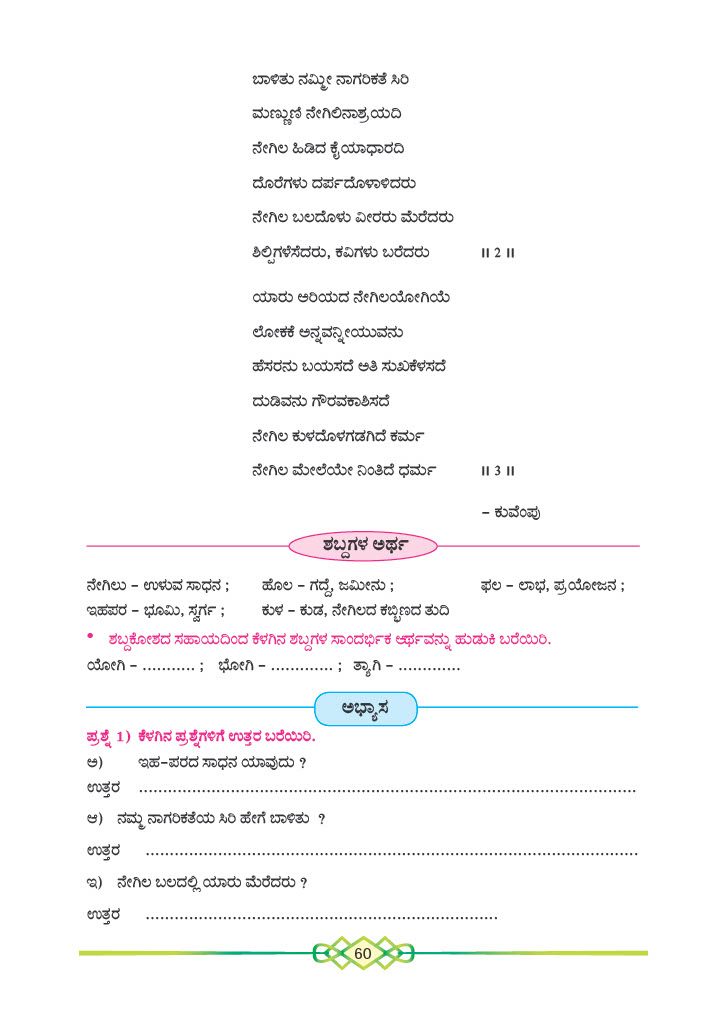 ಬಾಳಿತು ನಮ್ಮೀ ನಾಗರಿಕತೆ ಸಿರಿ
ಮಣ್ಣುಣಿ ನೇಗಿಲಿನಾಶ್ರಯದಿ
ನೇಗಿಲ ಹಿಡಿದ ಕೈಯಾಧಾರದಿ
ದೊರೆಗಳು ದರ್ಪದೊಳಾಳಿದರು
ನೇಗಿಲ ಬಲದೊಳು ವೀರರು ಮೆರೆದರು
ಶಿಲ್ಪಿಗಳೆಸೆದರು, ಕವಿಗಳು ಬರೆದರು ॥ 2 ॥
ಯಾರು ಅರಿಯದ ನೇಗಿಲಯೋಗಿಯೆ
ಲೋಕಕೆ ಅನ್ನವನ್ನೀಯುವನು
ಹೆಸರನು ಬಯಸದೆ ಅತಿ ಸುಖಕೆಳಸದೆ
ದುಡಿವನು ಗೌರವಕಾಶಿಸದೆ
ನೇಗಿಲ ಕುಳದೊಳಗಡಗಿದೆ ಕರ್ಮ
ನೇಗಿಲ ಮೇಲೆಯೇ ನಿಂತಿದೆ ಧರ್ಮ ॥ 3 ॥
– ಕುವೆಂಪು
ಶಬ್ದಗಳ ಅರ್ಥ
ನೇಗಿಲು – ಉಳುವ ಸಾಧನ ; ಹೊಲ – ಗದ್ದೆ, ಜಮೀನು ; ಫಲ – ಲಾಭ, ಪ್ರಯೋಜನ ;
ಇಹಪರ – ಭೂಮಿ, ಸ್ವರ್ಗ ; ಕುಳ – ಕುಡ, ನೇಗಿಲದ ಕಬ್ಬಿಣದ ತುದಿ
• ಶಬ್ದಕೋಶದ ಸಹಾಯದಿಂದ ಕೆಳಗಿನ ಶಬ್ದಗಳ ಸಾಂದರ್ಭಿಕ ಅರ್ಥವನ್ನು ಹುಡುಕಿ ಬರೆಯಿರಿ.
ಯೋಗಿ – ........... ; ಭೋಗಿ – ............. ; ತ್ಯಾಗಿ – .............
ಅಭ್ಯಾಸ
ಪ್ರಶ್ನೆ 1) ಕೆಳಗಿನ ಪ್ರಶ್ನೆಗಳಿಗೆ ಉತ್ತರ ಬರೆಯಿರಿ.
ಅ) ಇಹ-ಪರದ ಸಾಧನ ಯಾವುದು ?
ಉತ್ತರ ......................................................................................................
ಆ) ನಮ್ಮ ನಾಗರಿಕತೆಯ ಸಿರಿ ಹೇಗೆ ಬಾಳಿತು ?
ಉತ್ತರ .....................................................................................................
ಇ) ನೇಗಿಲ ಬಲದಲ್ಲಿ ಯಾರು ಮೆರೆದರು ?
ಉತ್ತರ .........................................................................
60